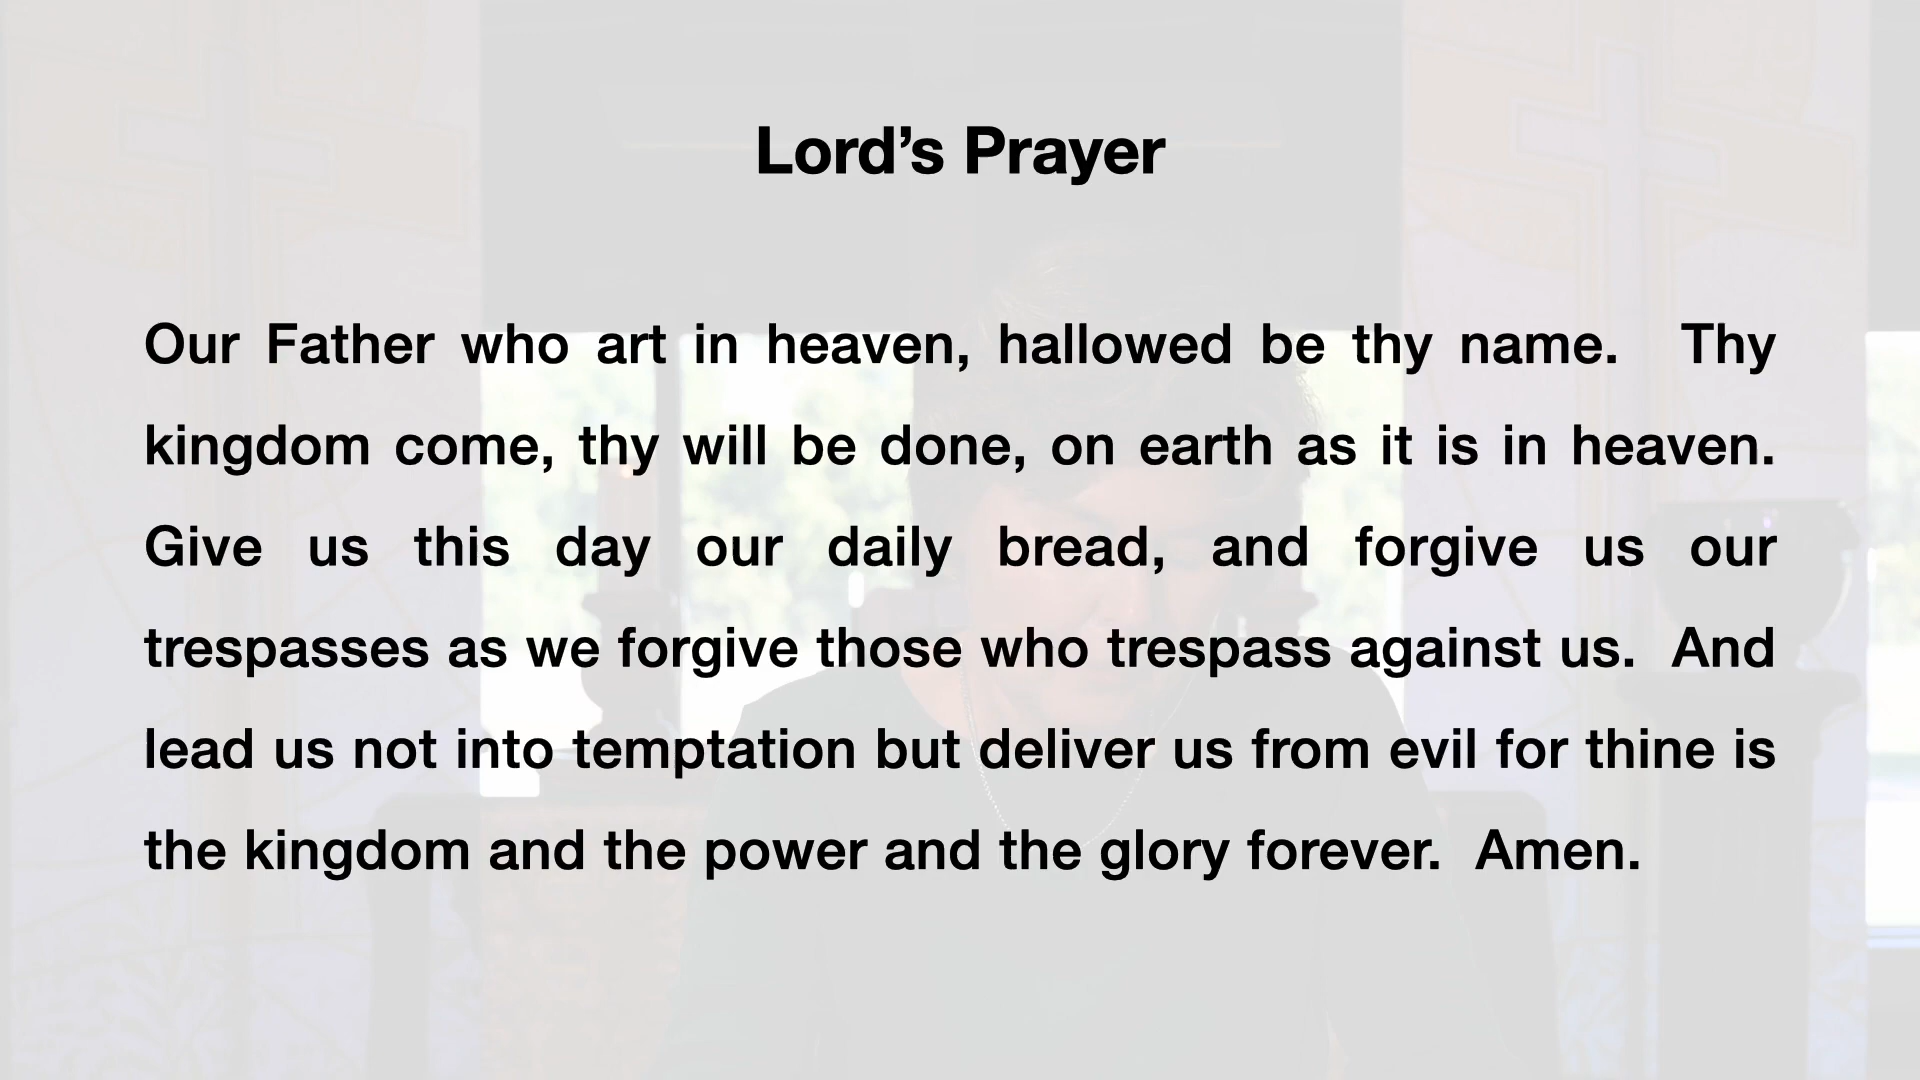 Lord’s Prayer
Our Father who art in heaven, hallowed be thy name.  Thy
kingdom come, thy will be done, on earth as it is in heaven.
Give us this day our daily bread, and forgive us our
trespasses as we forgive those who trespass against us.  And
lead us not into temptation but deliver us from evil for thine is
the kingdom and the power and the glory forever.  Amen.